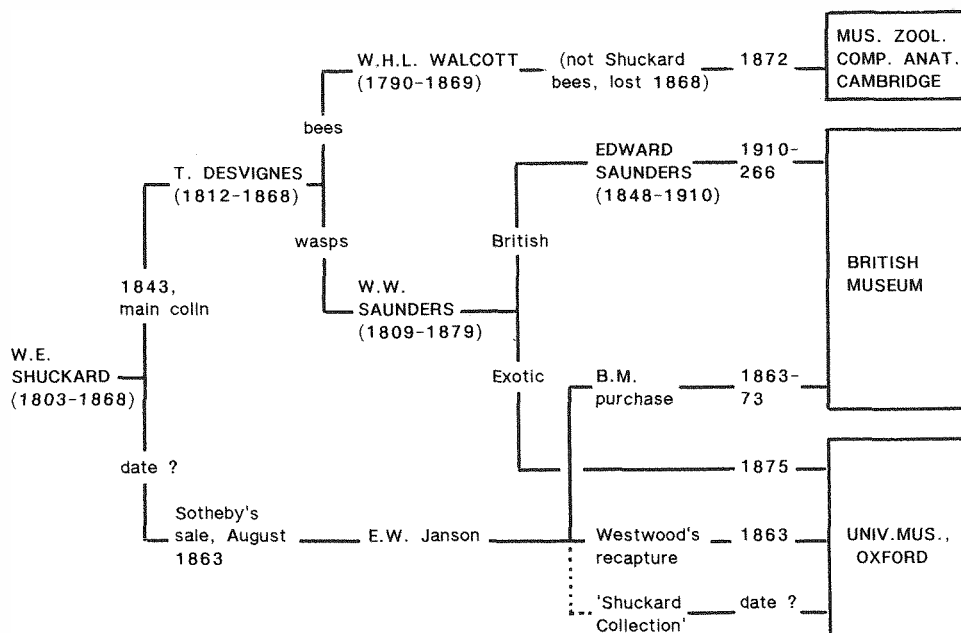 W.H.L. WALCOTT
(1790-1869)
(not Shuckard
bees, lost 1868)
1872
MUS. ZOOL.
COMP. ANAT.
CAMBRIDGE
bees
T. DESVIGNES
(1812-1868)
EDWARD
SAUNDERS
(1848-1910)
1910-
266
wasps
British
1843,
main colln
W.W.
SAUNDERS
(1809-1879)
BRITISH
MUSEUM
W.E.
SHUCKARD
(1803-1868)
Exotic
B.M.
purchase
1863-
73
date ?
1875
Sotheby's
sale, August
1863
E.W. Janson
Westwood's
recapture
1863
UNIV.MUS.,
OXFORD
'Shuckard
Collection'
date ?